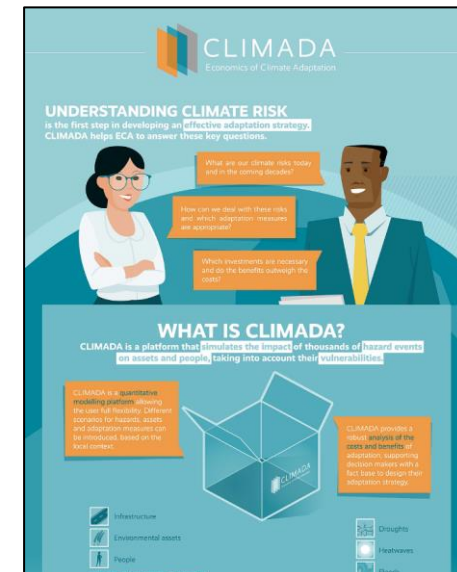 CLIMADA
Economics of Climate Adaptation
UNDERSTANDING CLIMATE RISK
is the first step in developing an effective adaptation strategy.
CLIMADA helps ECA to answer these key questions.
What are our climate risks today
and in the coming decades?
How can we deal with these risks
and which adaptation measures
are appropriate?
Which investments are necessary
and do the benefits outweigh the
costs?
WHAT IS CLIMADA?
CLIMADA is a platform that simulates the impact of thousands of hazard events
on assets and people, taking into account their vulnerabilities.
CLIMADA is a quantitative
modelling platform allowing
the user full flexibility. Different
scenarios for hazards, assets
and adaptation measures can
be introduced, based on the
local context.
CLIMADA provides a
robust analysis of the
costs and benefits of
adaptation, supporting
decision makers with a
fact base to design their
adaptation strategy.
CLIMADA
Infrastructure
Environmental assets
People
Droughts
Heatwaves
Floods